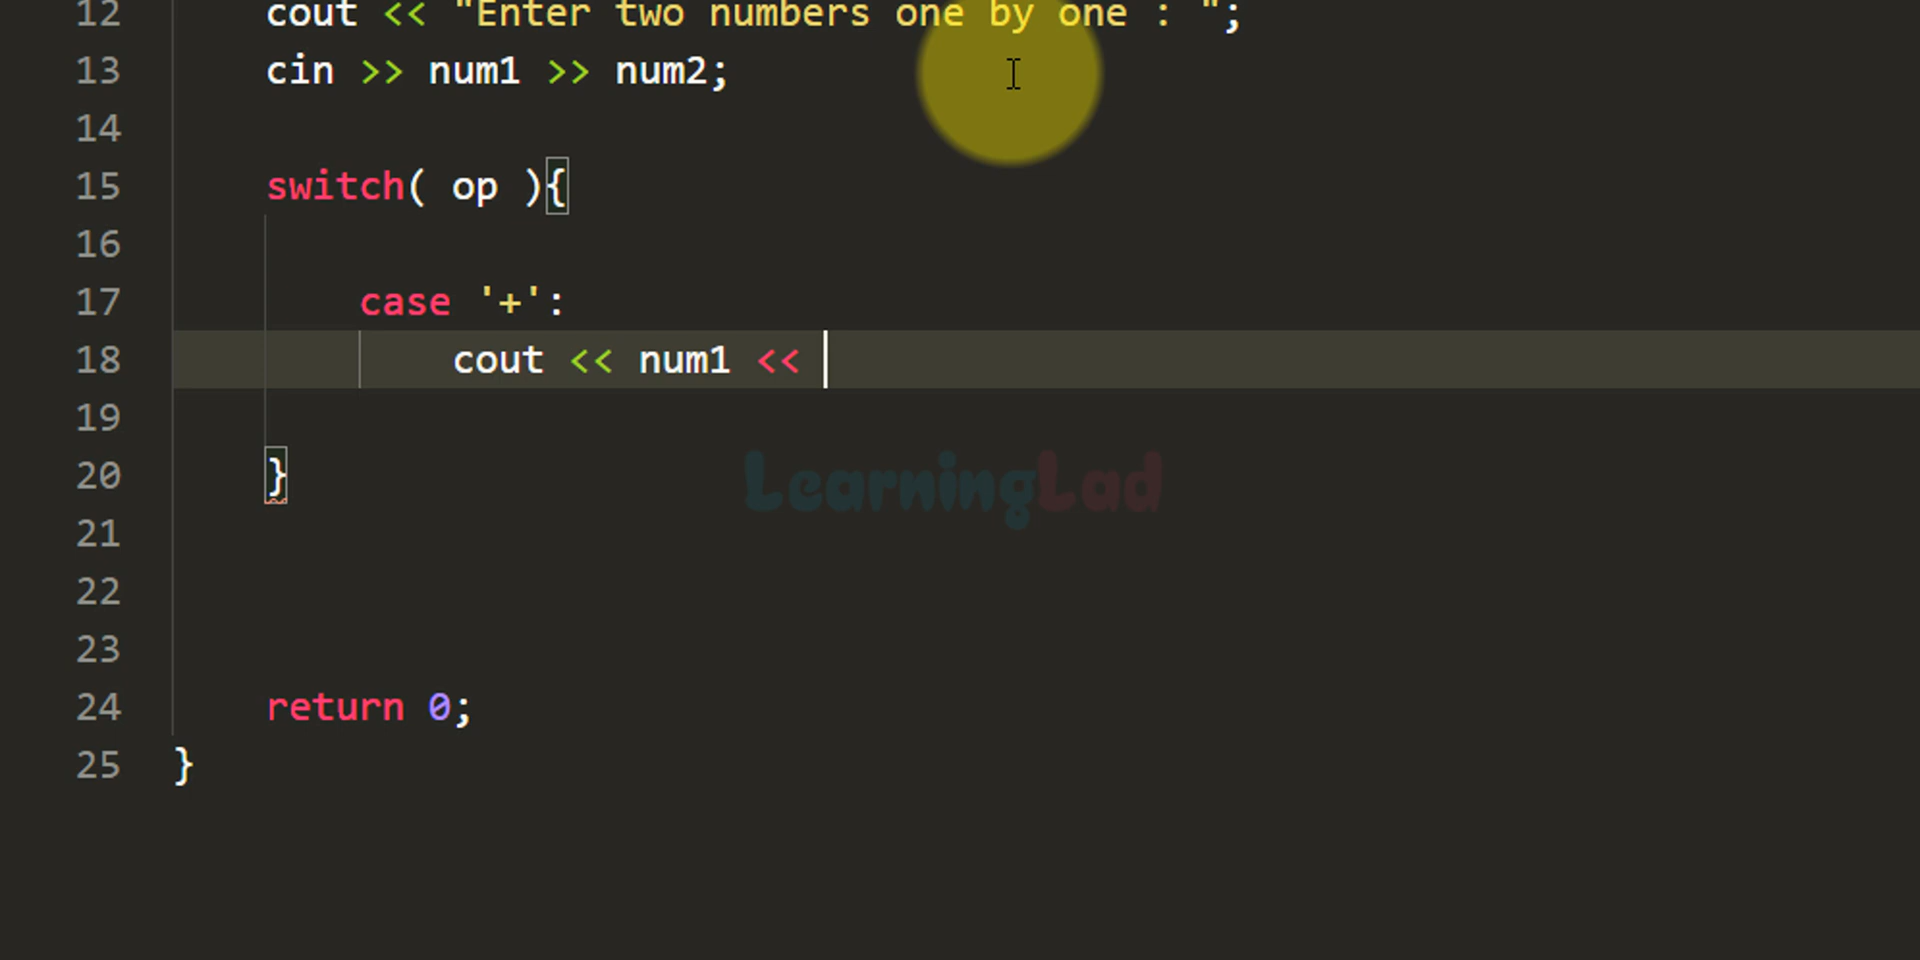 12 cout << "Enter two numbers one by one : ";
13 cin >> num1 >> num2;
14
15 switch( op ){
16
17 case '+':
18 cout << num1 <<
19
20 }
LearningLad
21
22
23
24 return 0;
25 }